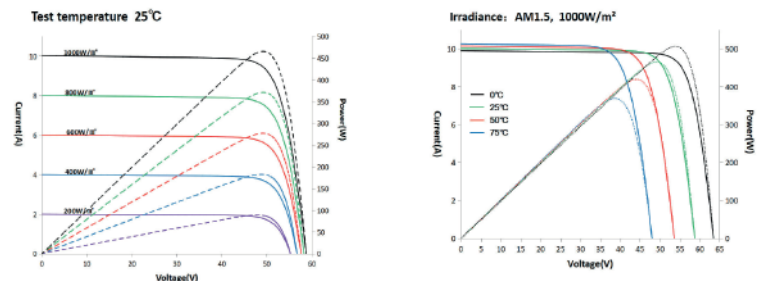 Test temperature 25℃
Current(A)
10
8
6
4
2
0
1000W/m²
800W/m²
600W/m²
400W/m²
200W/m²
0 10 20 30 40 50 60
Voltage(V)
500
450
400
350
300
250
200
150
100
50
0
Power(W)
Irradiance: AM1.5, 1000W/m²
Current(A)
10
8
6
4
2
0
0℃
25℃
50℃
75℃
0 5 10 15 20 25 30 35 40 45 50 55 60 65
Voltage(V)
500
400
300
200
100
0
Power(W)